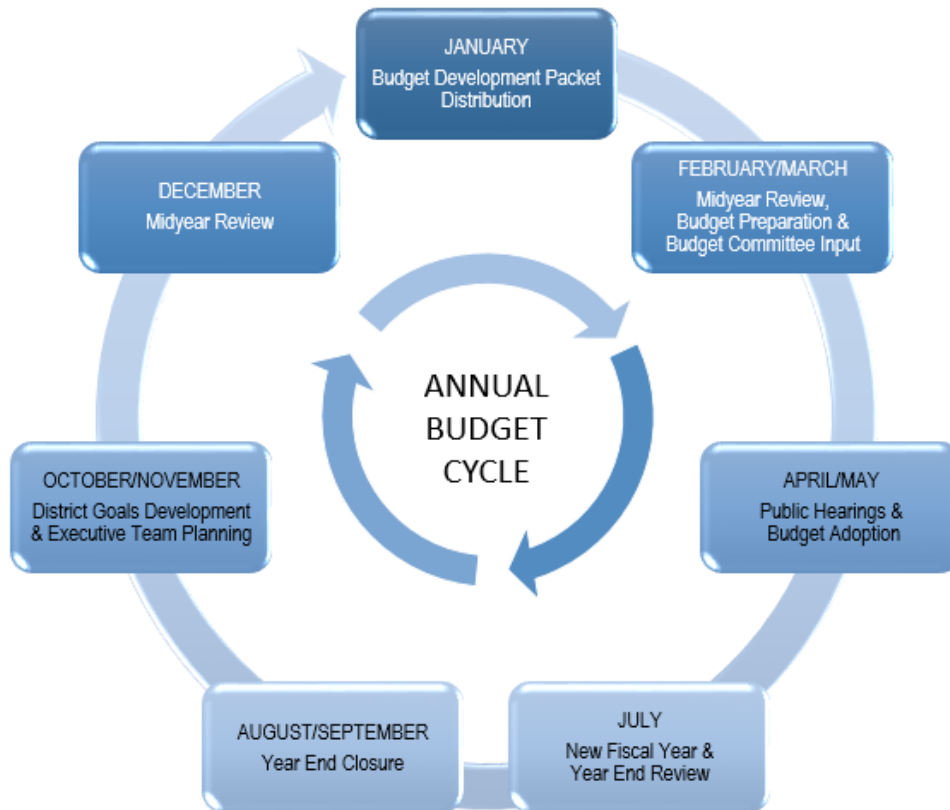 JANUARY
Budget Development Packet
Distribution
FEBRUARY/MARCH
Midyear Review,
Budget Preparation &
Budget Committee Input
APRIL/MAY
Public Hearings &
Budget Adoption
JULY
New Fiscal Year &
Year End Review
AUGUST/SEPTEMBER
Year End Closure
OCTOBER/NOVEMBER
District Goals Development
& Executive Team Planning
DECEMBER
Midyear Review
ANNUAL
BUDGET
CYCLE